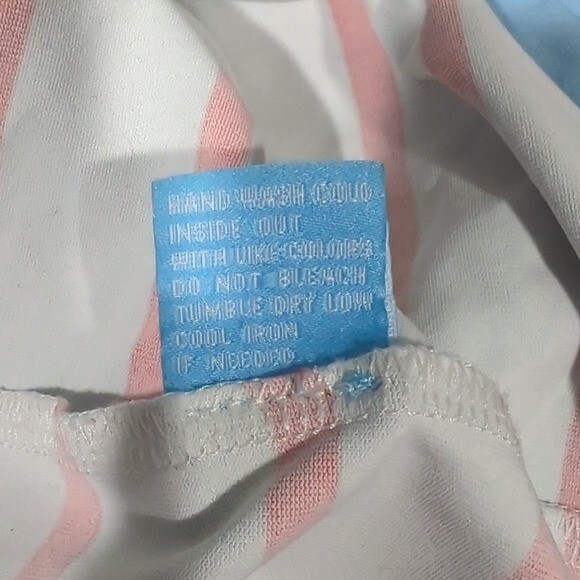 HAND WASH COLD
INSIDE OUT
WITH LIKE COLORS
DO NOT BLEACH
TUMBLE DRY LOW
COOL IRON
IF NEEDED